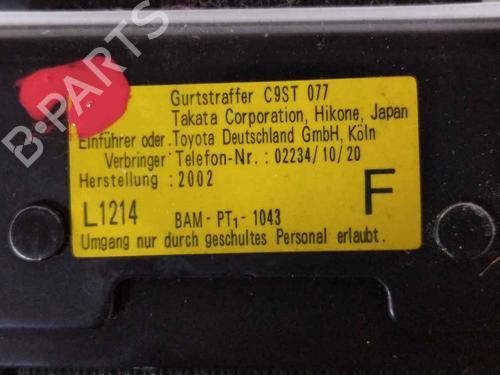 B-PARTS
Gurtstraffer C9ST 077
Takata Corporation, Hikone, Japan
Einführer oder Toyota Deutschland GmbH, Köln
Verbringer Telefon-Nr.: 02234/10/20
Herstellung : 2002
F
L1214 BAM-PT1-1043
Umgang nur durch geschultes Personal erlaubt.